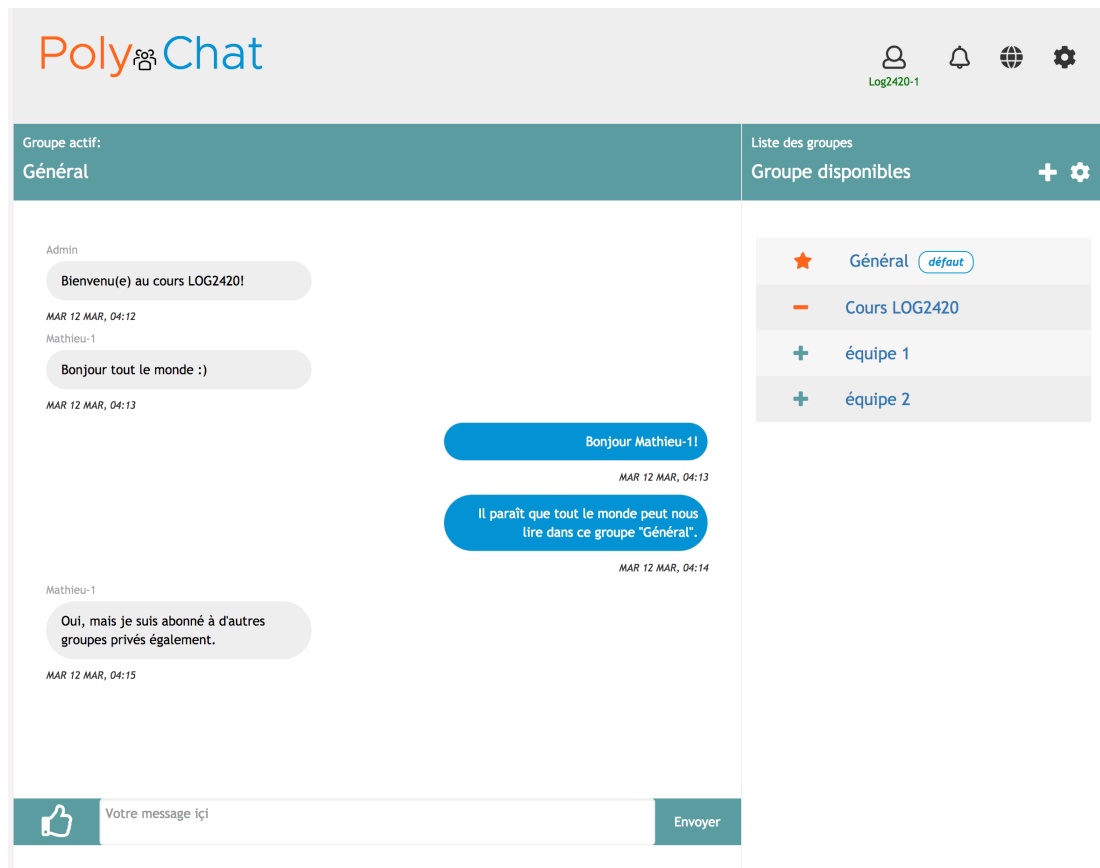 Poly Chat
Log2420-1
Groupe actif:
Général
Liste des groupes
Groupe disponibles
Admin
Bienvenu(e) au cours LOG2420!
MAR 12 MAR, 04:12
Mathieu-1
Bonjour tout le monde :)
MAR 12 MAR, 04:13
Bonjour Mathieu-1!
MAR 12 MAR, 04:13
Il paraît que tout le monde peut nous
lire dans ce groupe "Général".
MAR 12 MAR, 04:14
Mathieu-1
Oui, mais je suis abonné à d'autres
groupes privés également.
MAR 12 MAR, 04:15
Votre message içi
Envoyer
Général défaut
Cours LOG2420
équipe 1
équipe 2